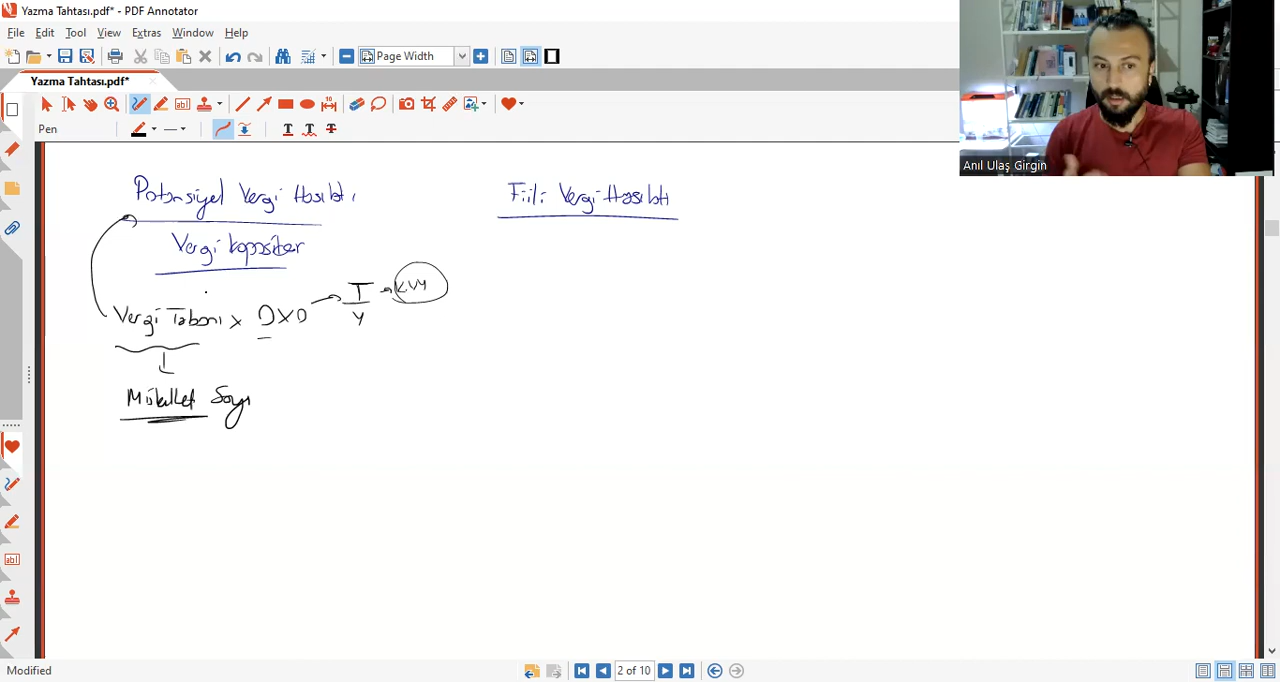 Yazma Tahtası.pdf* - PDF Annotator
File Edit Tool View Extras Window Help
Page Width
Yazma Tahtası.pdf*
Pen
Anıl Ulaş Girgin
Potansiyel Vergi Hasılatı
Fiili Vergi Hasılatı
Vergi Kapasitesi
T → KVY
Y
Vergi Tabanı x OXO
Mükellef Sayı
Modified
2 of 10